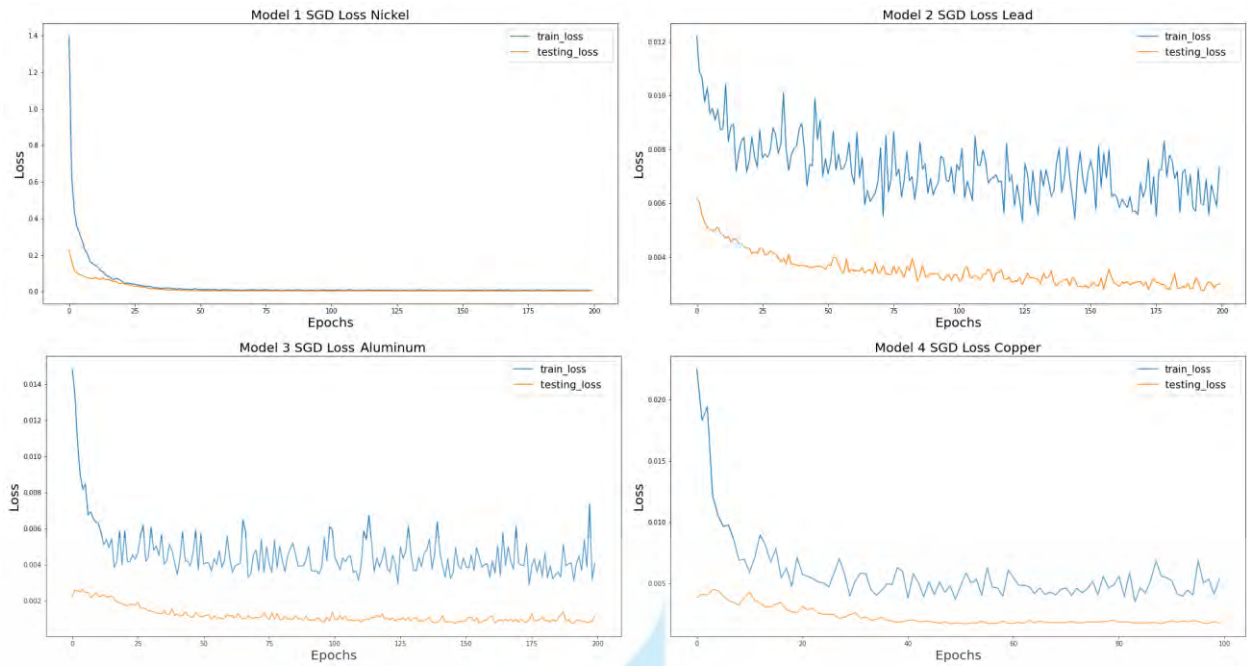 Model 1 SGD Loss Nickel
train_loss
testing_loss
1.4
1.2
1.0
0.8
0.6
0.4
0.2
0.0
Loss
0 25 50 75 100 125 150 175 200
Epochs
Model 2 SGD Loss Lead
train_loss
testing_loss
0.012
0.010
0.008
0.006
0.004
Loss
0 25 50 75 100 125 150 175 200
Epochs
Model 3 SGD Loss Aluminum
train_loss
testing_loss
0.014
0.012
0.010
0.008
0.006
0.004
0.002
Loss
0 25 50 75 100 125 150 175 200
Epochs
Model 4 SGD Loss Copper
train_loss
testing_loss
0.020
0.015
0.010
0.005
Loss
0 20 40 60 80 100
Epochs